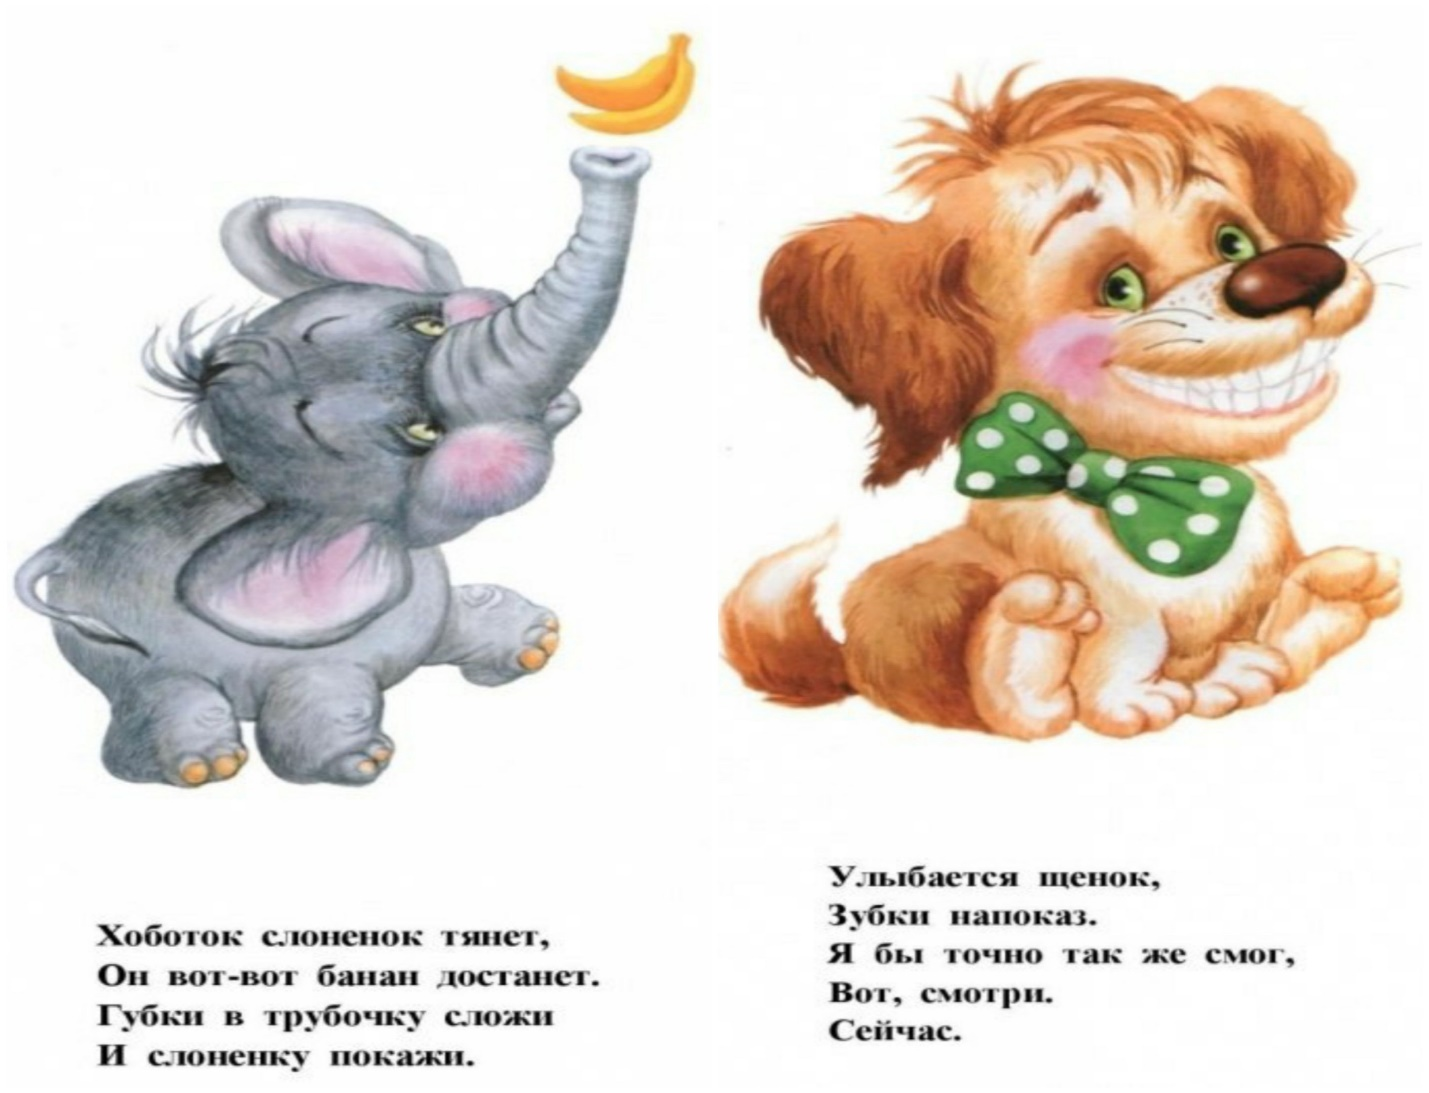 Хоботок слоненок тянет,
Он вот-вот банан достанет.
Губки в трубочку сложи
И слоненку покажи.
Улыбается щенок,
Зубки напоказ.
Я бы точно так же смог,
Вот, смотри.
Сейчас.